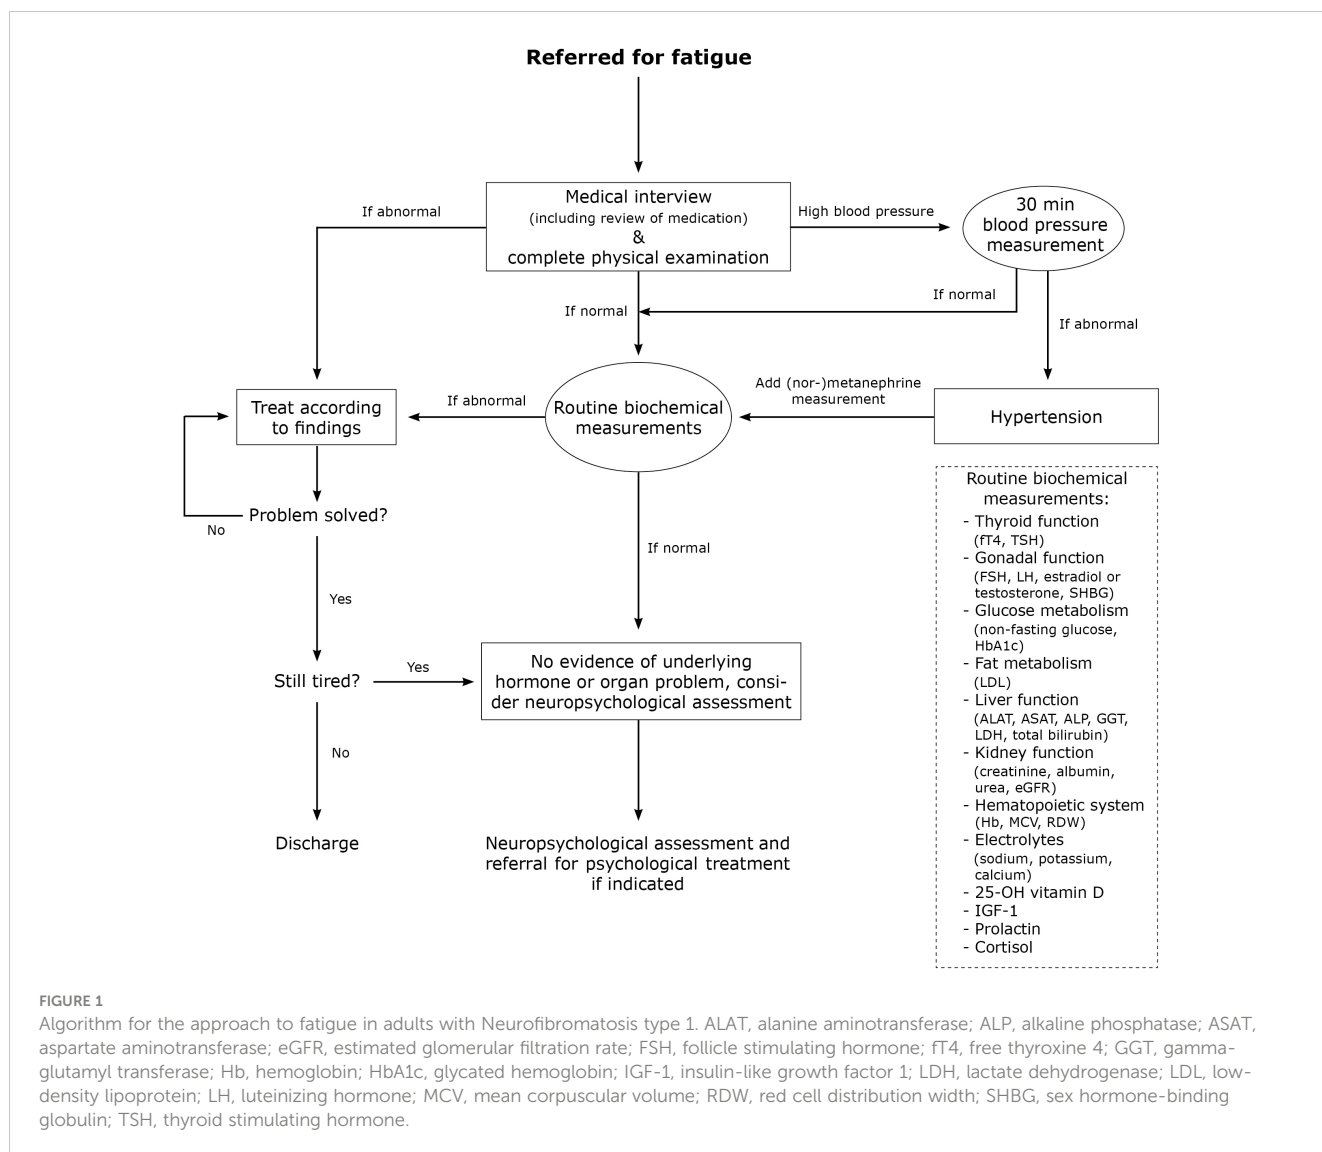 Referred for fatigue
Medical interview
(including review of medication)
&
complete physical examination
If abnormal
High blood pressure
30 min
blood pressure
measurement
If normal
If normal
If abnormal
Treat according
to findings
If abnormal
Routine biochemical
measurements
Add (nor-)metanephrine
measurement
Hypertension
Problem solved?
No
If normal
Yes
Still tired?
Yes
No evidence of underlying
hormone or organ problem, consi-
der neuropsychological assessment
No
Discharge
Neuropsychological assessment and
referral for psychological treatment
if indicated
Routine biochemical
measurements:
- Thyroid function
(fT4, TSH)
- Gonadal function
(FSH, LH, estradiol or
testosterone, SHBG)
- Glucose metabolism
(non-fasting glucose,
HbA1c)
- Fat metabolism
(LDL)
- Liver function
(ALAT, ASAT, ALP, GGT,
LDH, total bilirubin)
- Kidney function
(creatinine, albumin,
urea, eGFR)
- Hematopoietic system
(Hb, MCV, RDW)
- Electrolytes
(sodium, potassium,
calcium)
- 25-OH vitamin D
- IGF-1
- Prolactin
- Cortisol
FIGURE 1
Algorithm for the approach to fatigue in adults with Neurofibromatosis type 1. ALAT, alanine aminotransferase; ALP, alkaline phosphatase; ASAT,
aspartate aminotransferase; eGFR, estimated glomerular filtration rate; FSH, follicle stimulating hormone; fT4, free thyroxine 4; GGT, gamma-
glutamyl transferase; Hb, hemoglobin; HbA1c, glycated hemoglobin; IGF-1, insulin-like growth factor 1; LDH, lactate dehydrogenase; LDL, low-
density lipoprotein; LH, luteinizing hormone; MCV, mean corpuscular volume; RDW, red cell distribution width; SHBG, sex hormone-binding
globulin; TSH, thyroid stimulating hormone.